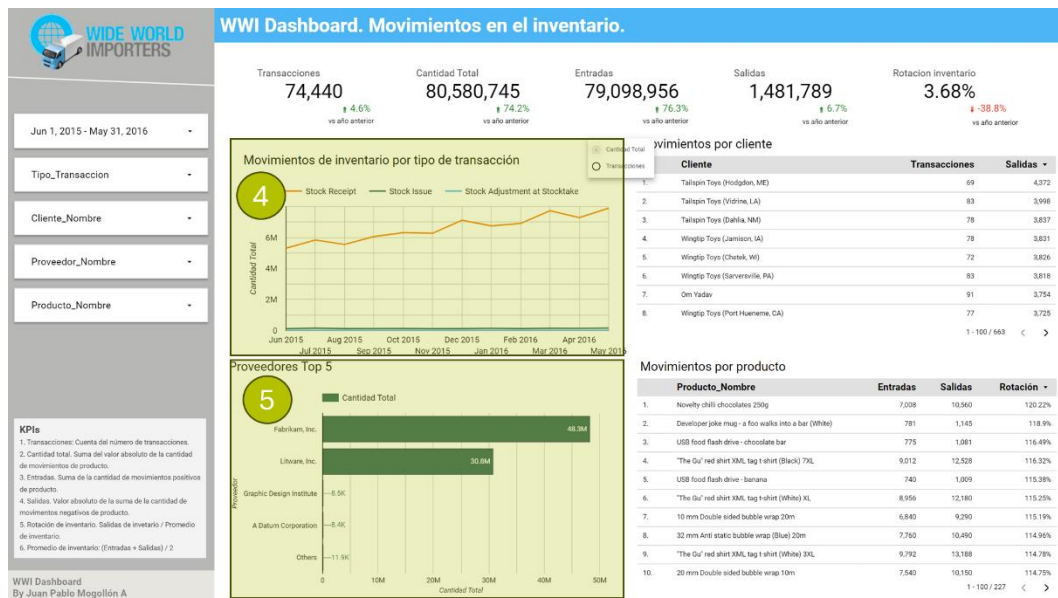 WIDE WORLD
IMPORTERS
WWI Dashboard. Movimientos en el inventario.
Transacciones
74,440
4.6%
vs año anterior
Cantidad Total
80,580,745
74.2%
vs año anterior
Entradas
79,098,956
76.3%
vs año anterior
Salidas
1,481,789
6.7%
vs año anterior
Rotacion inventario
3.68%
-38.8%
vs año anterior
Jun 1, 2015 - May 31, 2016
Tipo_Transaccion
Cliente_Nombre
Proveedor_Nombre
Producto_Nombre
KPIs
1. Transacciones: Cuenta del número de transacciones.
2. Cantidad total. Suma del valor absoluto de la cantidad
de movimientos de producto.
3. Entradas. Suma de la cantidad de movimientos positivos
de producto.
4. Salidas. Valor absoluto de la suma de la cantidad de
movimentos negativos de producto.
5. Rotación de inventario. Salidas de invetario / Promedio
de inventario.
6. Promedio de inventario: (Entradas + Salidas) / 2
WWI Dashboard
By Juan Pablo Mogollón A
Movimientos de inventario por tipo de transacción
4
Stock Receipt Stock Issue Stock Adjustment at Stocktake
Cantidad Total
6M
4M
2M
0
Jun 2015 Aug 2015 Oct 2015 Dec 2015 Feb 2016 Apr 2016
Jul 2015 Sep 2015 Nov 2015 Jan 2016 Mar 2016 May 2016
Cantidad Total
Transacciones
Proveedores Top 5
5
Cantidad Total
Proveedor
Fabrikam, Inc. 48.3M
Litware, Inc. 30.8M
Graphic Design Institute 8.5K
A Datum Corporation 8.4K
Others 11.9K
0 10M 20M 30M 40M 50M
Cantidad Total
ovimientos por cliente
Cliente Transacciones Salidas
1. Tailspin Toys (Hodgdon, ME) 69 4,372
2. Tailspin Toys (Vidrine, LA) 83 3,998
3. Tailspin Toys (Dahlia, NM) 78 3,837
4. Wingtip Toys (Jamison, IA) 78 3,831
5. Wingtip Toys (Chetek, WI) 72 3,826
6. Wingtip Toys (Sarversville, PA) 83 3,818
7. Om Yadav 91 3,754
8. Wingtip Toys (Port Hueneme, CA) 77 3,725
1 - 100 / 663 < >
Movimientos por producto
Producto_Nombre Entradas Salidas Rotación
1. Novelty chilli chocolates 250g 7,008 10,560 120.22%
2. Developer joke mug - a foo walks into a bar (White) 781 1,145 118.9%
3. USB food flash drive - chocolate bar 775 1,081 116.49%
4. "The Gu" red shirt XML tag t-shirt (Black) 7XL 9,012 12,528 116.32%
5. USB food flash drive - banana 740 1,009 115.38%
6. "The Gu" red shirt XML tag t-shirt (White) XL 8,956 12,180 115.25%
7. 10 mm Double sided bubble wrap 20m 6,840 9,290 115.19%
8. 32 mm Anti static bubble wrap (Blue) 20m 7,760 10,490 114.96%
9. "The Gu" red shirt XML tag t-shirt (White) 3XL 9,792 13,188 114.78%
10. 20 mm Double sided bubble wrap 10m 7,540 10,150 114.75%
1 - 100 / 227 < >